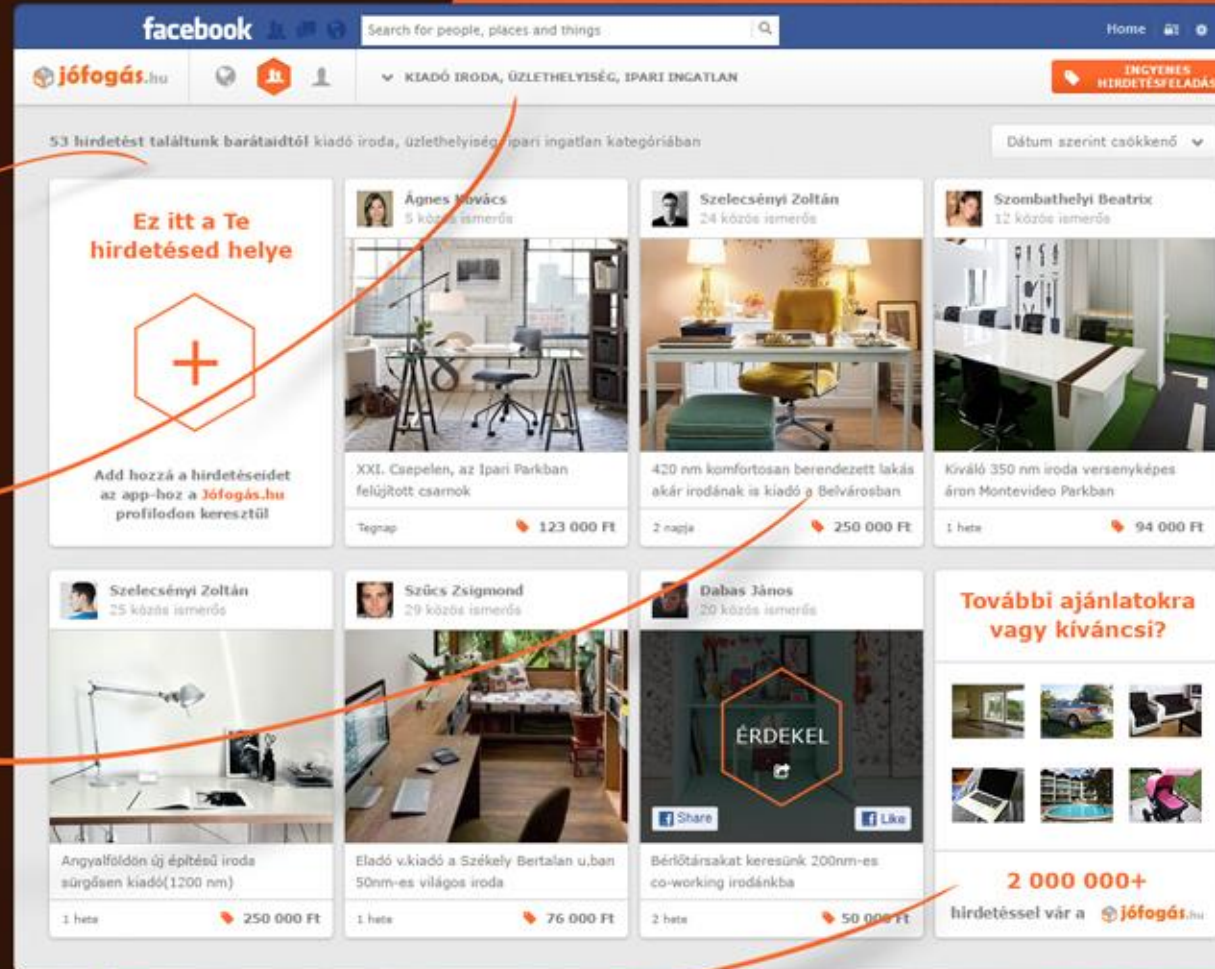 facebook
Search for people, places and things
Home
jófogás.hu
KIADÓ IRODA, ÜZLETHELYISÉG, IPARI INGATLAN
INGYENES
HIRDETÉSFELADÁS
53 hirdetést találtunk barátaidtól kiadó iroda, üzlethelyiség, ipari ingatlan kategóriában
Dátum szerint csökkenő
Ez itt a Te
hirdetésed helye
Add hozzá a hirdetéseidet
az app-hoz a Jófogás.hu
profilodon keresztül
Ágnes Kovács
5 közös ismerős
XXI. Csepelen, az Ipari Parkban
felújított csarnok
Tegnap
123 000 Ft
Szelecsényi Zoltán
24 közös ismerős
420 nm komfortosan berendezett lakás
akár irodának is kiadó a Belvárosban
2 napja
250 000 Ft
Szombathelyi Beatrix
12 közös ismerős
Kiváló 350 nm iroda versenyképes
áron Montevideo Parkban
1 hete
94 000 Ft
Szelecsényi Zoltán
25 közös ismerős
Angyalföldön új építésű iroda
sürgősen kiadó(1200 nm)
1 hete
250 000 Ft
Szűcs Zsigmond
29 közös ismerős
Eladó v.kiadó a Székely Bertalan u,ban
50nm-es világos iroda
1 hete
76 000 Ft
Dabas János
20 közös ismerős
ÉRDEKEL
Share
Like
Bérlőtársakat keresünk 200nm-es
co-working irodánkba
2 hete
50 000 Ft
További ajánlatokra
vagy kíváncsi?
2 000 000+
hirdetéssel vár a jófogás.hu